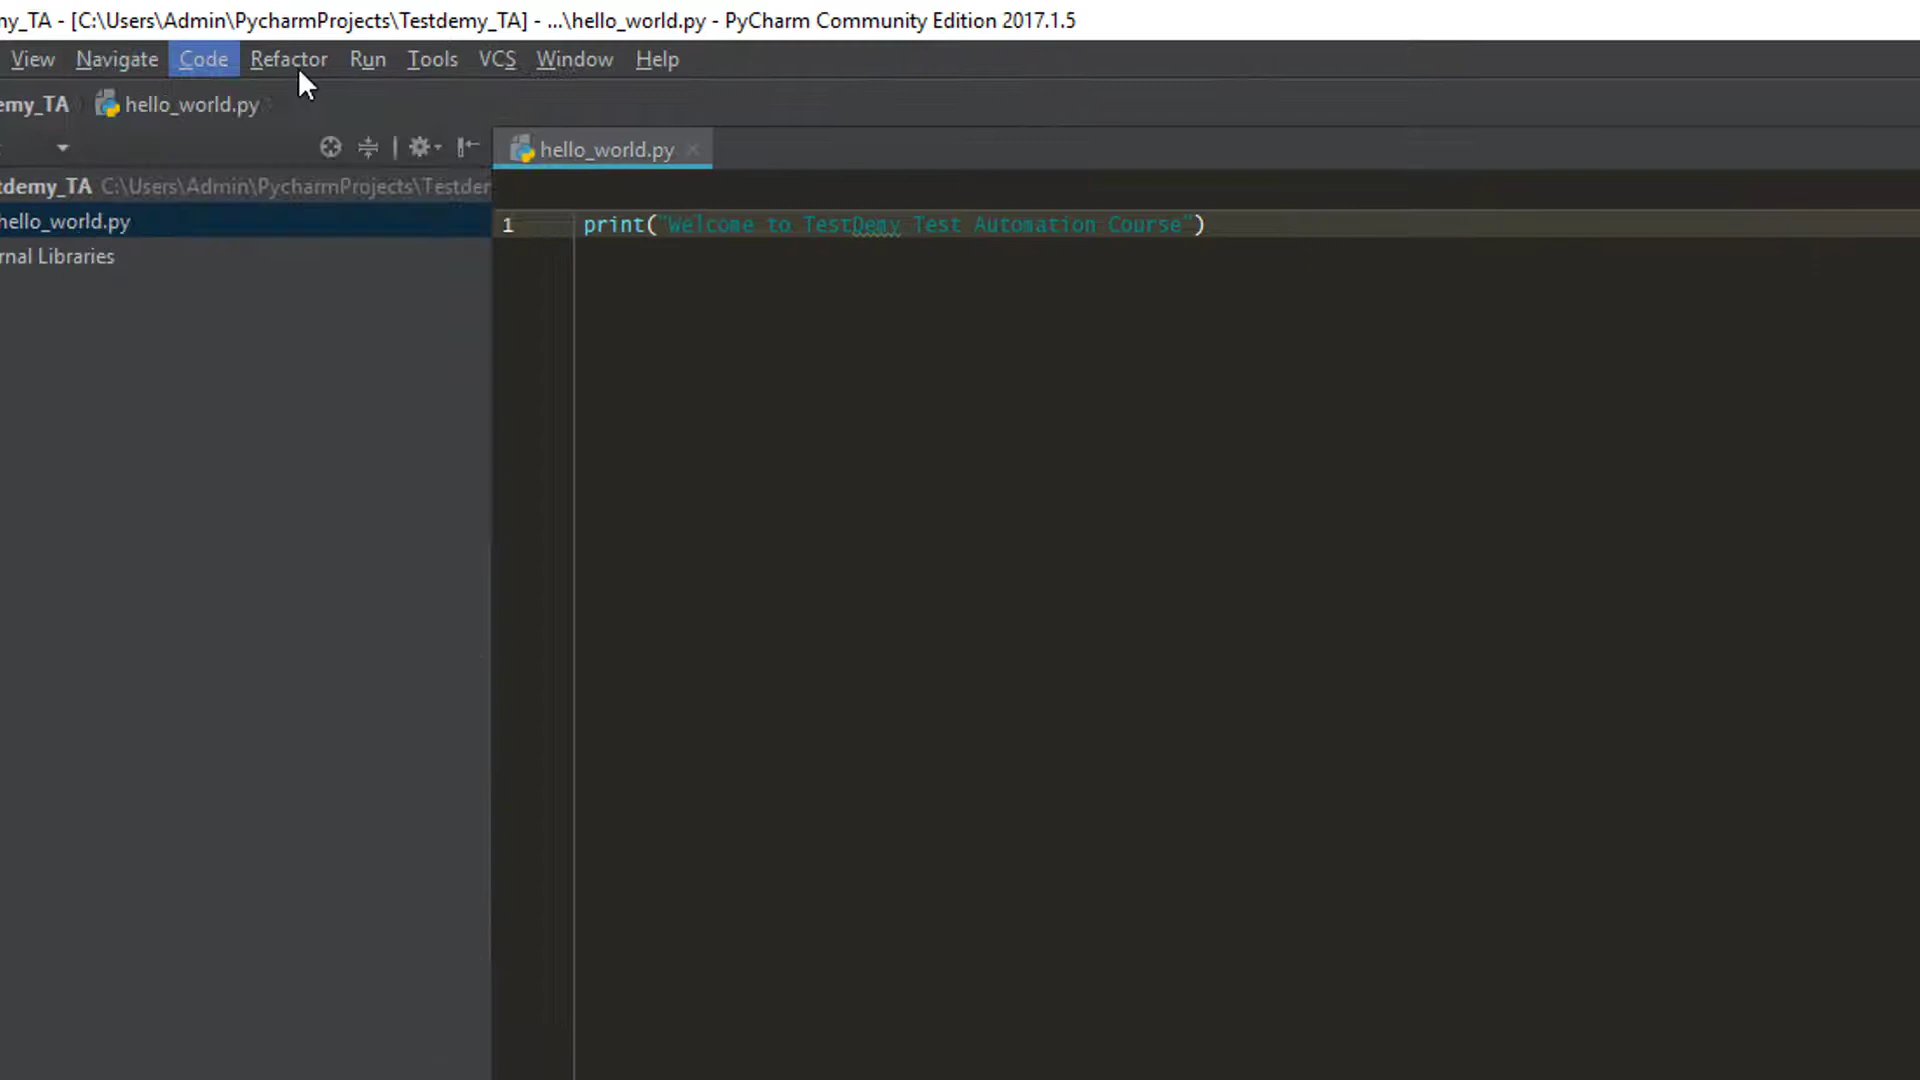 my_TA - [C:\Users\Admin\PycharmProjects\Testdemy_TA] - ...\hello_world.py - PyCharm Community Edition 2017.1.5
View Navigate Code Refactor Run Tools VCS Window Help
emy_TA hello_world.py
hello_world.py
tdemy_TA C:\Users\Admin\PycharmProjects\Testder
hello_world.py
1 print("Welcome to TestDemy Test Automation Course")
rnal Libraries